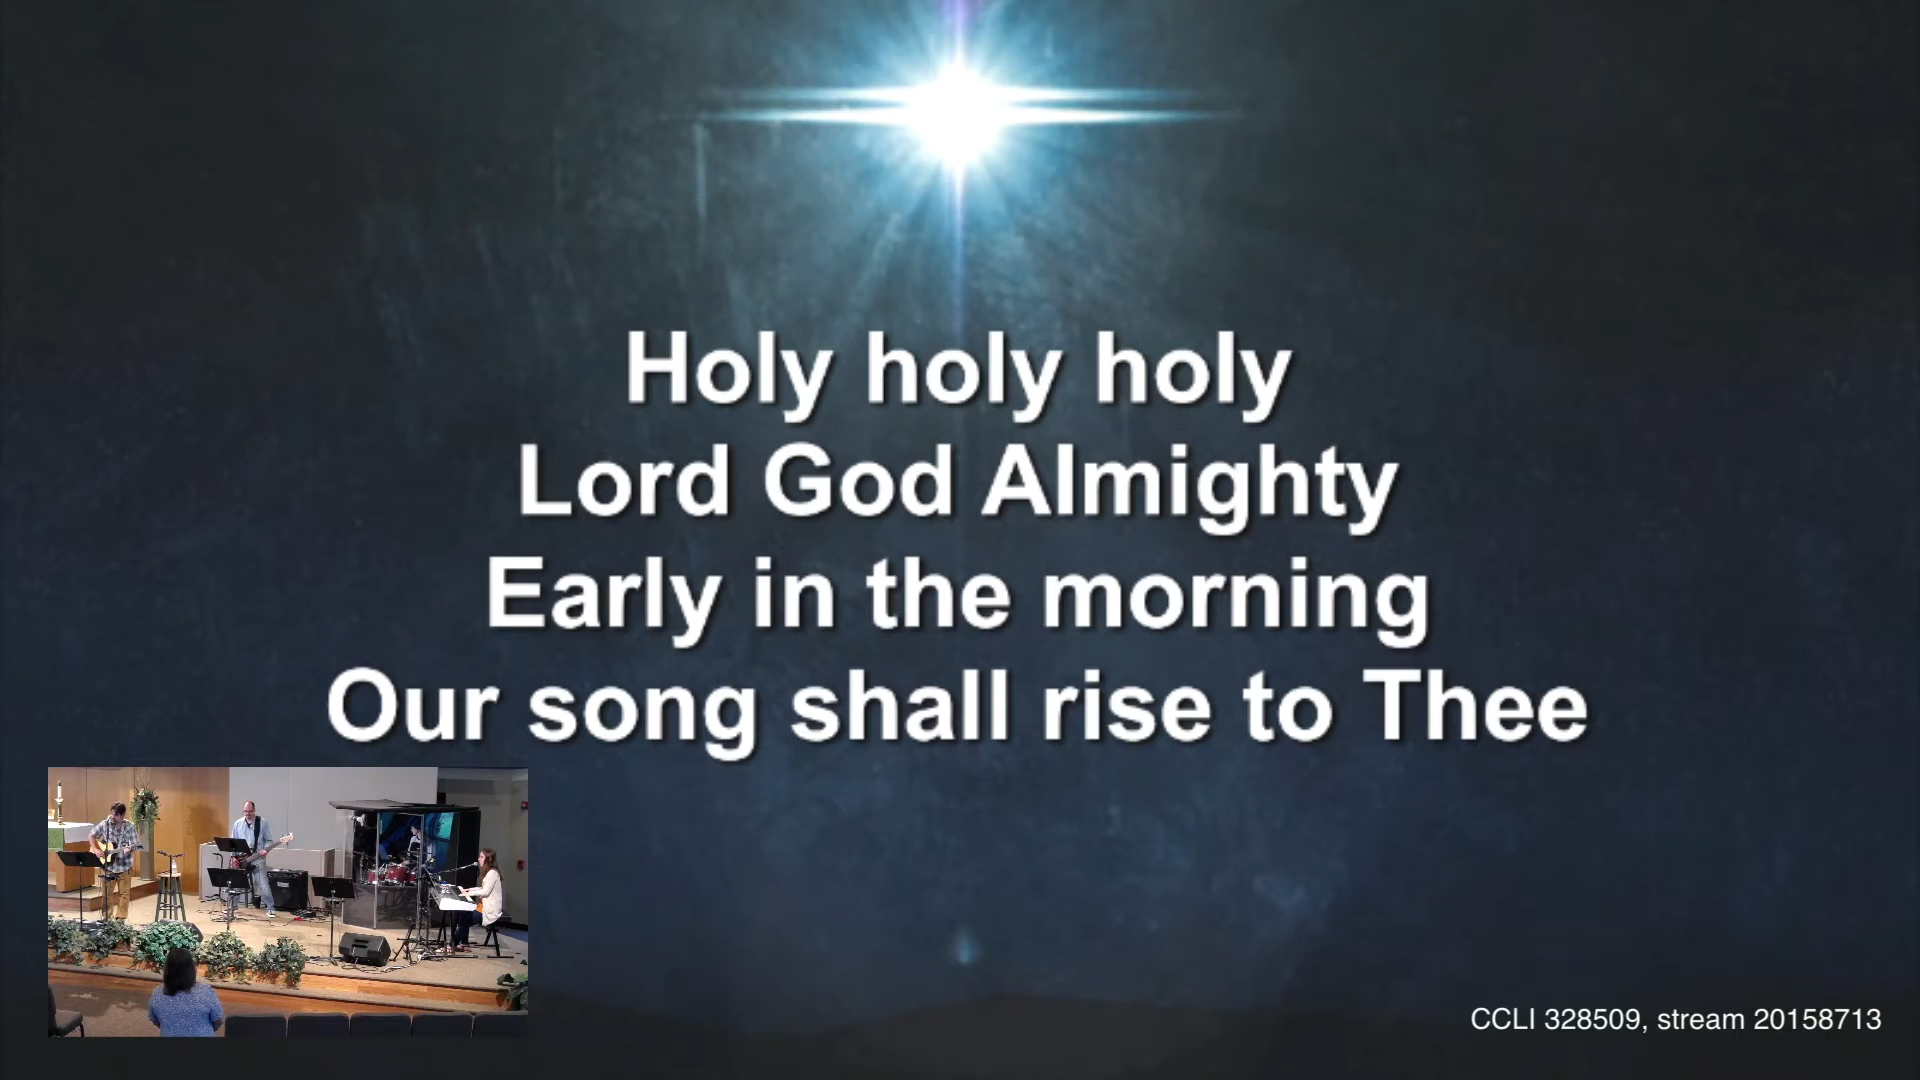 Holy holy holy
Lord God Almighty
Early in the morning
Our song shall rise to Thee
CCLI 328509, stream 20158713